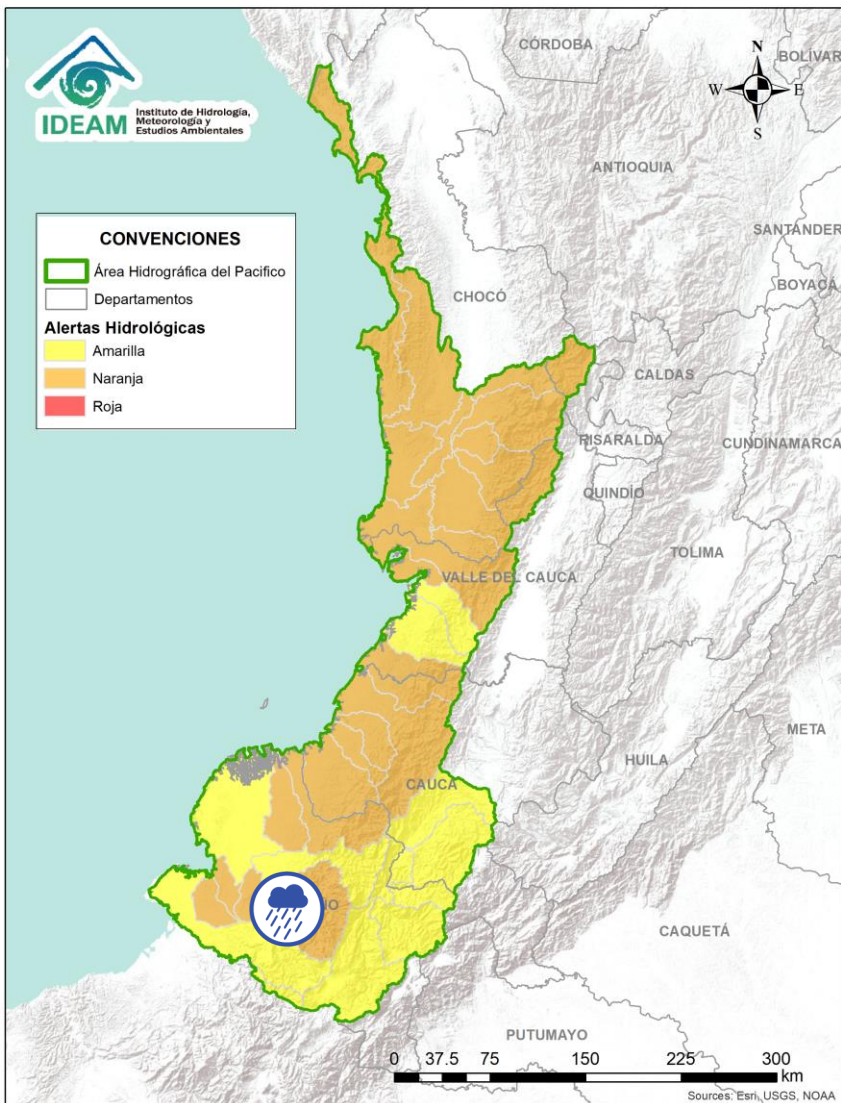 IDEAM
Instituto de Hidrología,
Meteorología y
Estudios Ambientales
CÓRDOBA
BOLÍVAR
N
W
E
S
ANTIOQUIA
SANTANDER
BOYACÁ
CONVENCIONES
Área Hidrográfica del Pacifico
Departamentos
Alertas Hidrológicas
Amarilla
Naranja
Roja
CHOCÓ
CALDAS
RISARALDA
CUNDINAMARCA
QUINDÍO
TOLIMA
VALLE DEL CAUCA
META
HUILA
CAUCA
CAQUETÁ
PUTUMAYO
0 37.5 75 150 225 300
km
Sources: Esri, USGS, NOAA